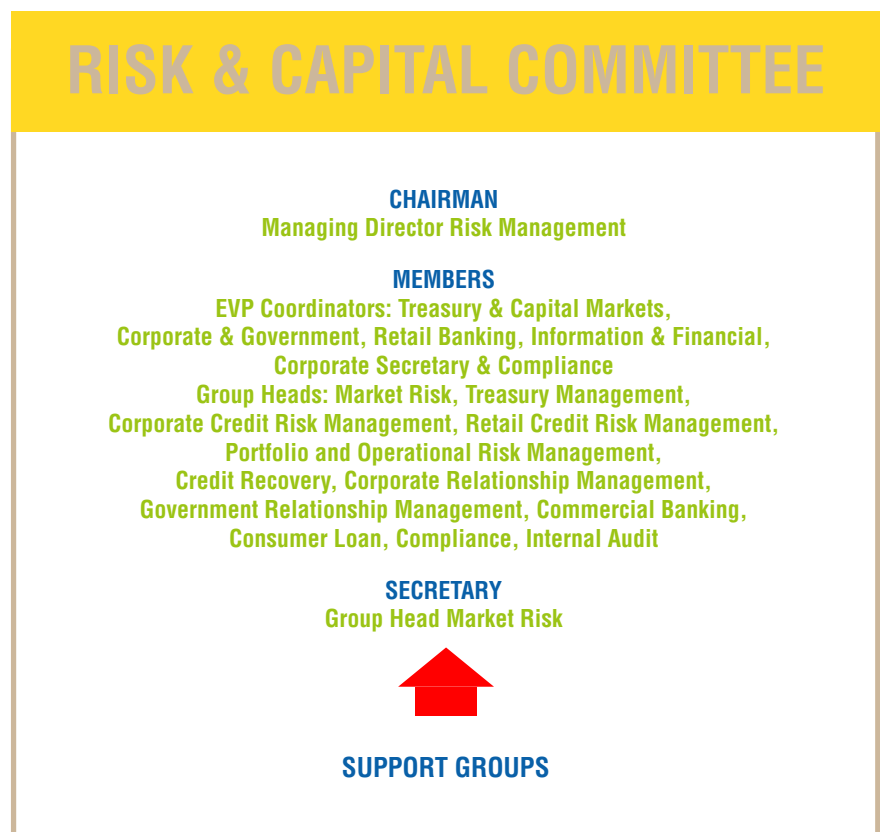 RISK & CAPITAL COMMITTEE
CHAIRMAN
Managing Director Risk Management
MEMBERS
EVP Coordinators: Treasury & Capital Markets,
Corporate & Government, Retail Banking, Information & Financial,
Corporate Secretary & Compliance
Group Heads: Market Risk, Treasury Management,
Corporate Credit Risk Management, Retail Credit Risk Management,
Portfolio and Operational Risk Management,
Credit Recovery, Corporate Relationship Management,
Government Relationship Management, Commercial Banking,
Consumer Loan, Compliance, Internal Audit
SECRETARY
Group Head Market Risk
SUPPORT GROUPS